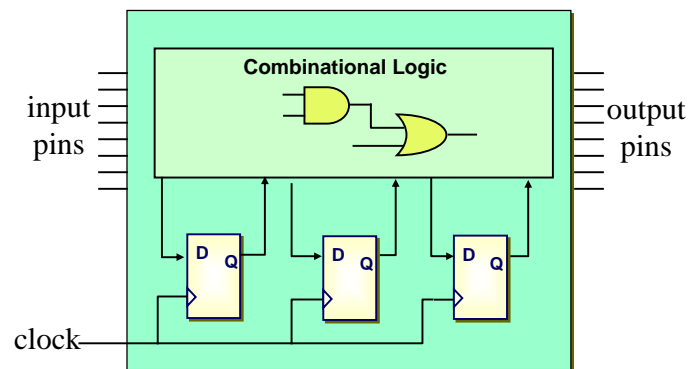 Combinational Logic
input
pins
output
pins
D
Q
D
Q
D
Q
clock